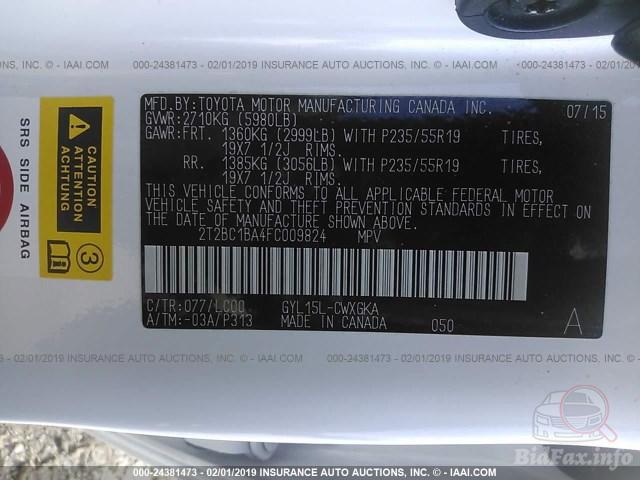 000-24381473 - 02/01/2019 INSURANCE AUTO AUCTIONS, INC. - IAAI.COM
MFD.BY:TOYOTA MOTOR MANUFACTURING CANADA INC. 07/15
GVWR:2710KG (5980LB)
GAWR:FRT. 1360KG (2999LB) WITH P235/55R19 TIRES,
19X7 1/2J RIMS.
RR. 1385KG (3056LB) WITH P235/55R19 TIRES,
19X7 1/2J RIMS.
THIS VEHICLE CONFORMS TO ALL APPLICABLE FEDERAL MOTOR
VEHICLE SAFETY AND THEFT PREVENTION STANDARDS IN EFFECT ON
THE DATE OF MANUFACTURE SHOWN ABOVE.
2T2BC1BA4FC009824 MPV
C/TR:077/LC00 GYL15L-CWXGKA
A/TM:-03A/P313 MADE IN CANADA 050 A
SRS SIDE AIRBAG
CAUTION
ATTENTION
ACHTUNG
i
3
000-24381473 - 02/01/2019 INSURANCE AUTO AUCTIONS, INC. - IAAI.COM
000-24381473 - 02/01/2019 INSURANCE AUTO AUCTIONS, INC. - IAAI.COM
BidFax.info